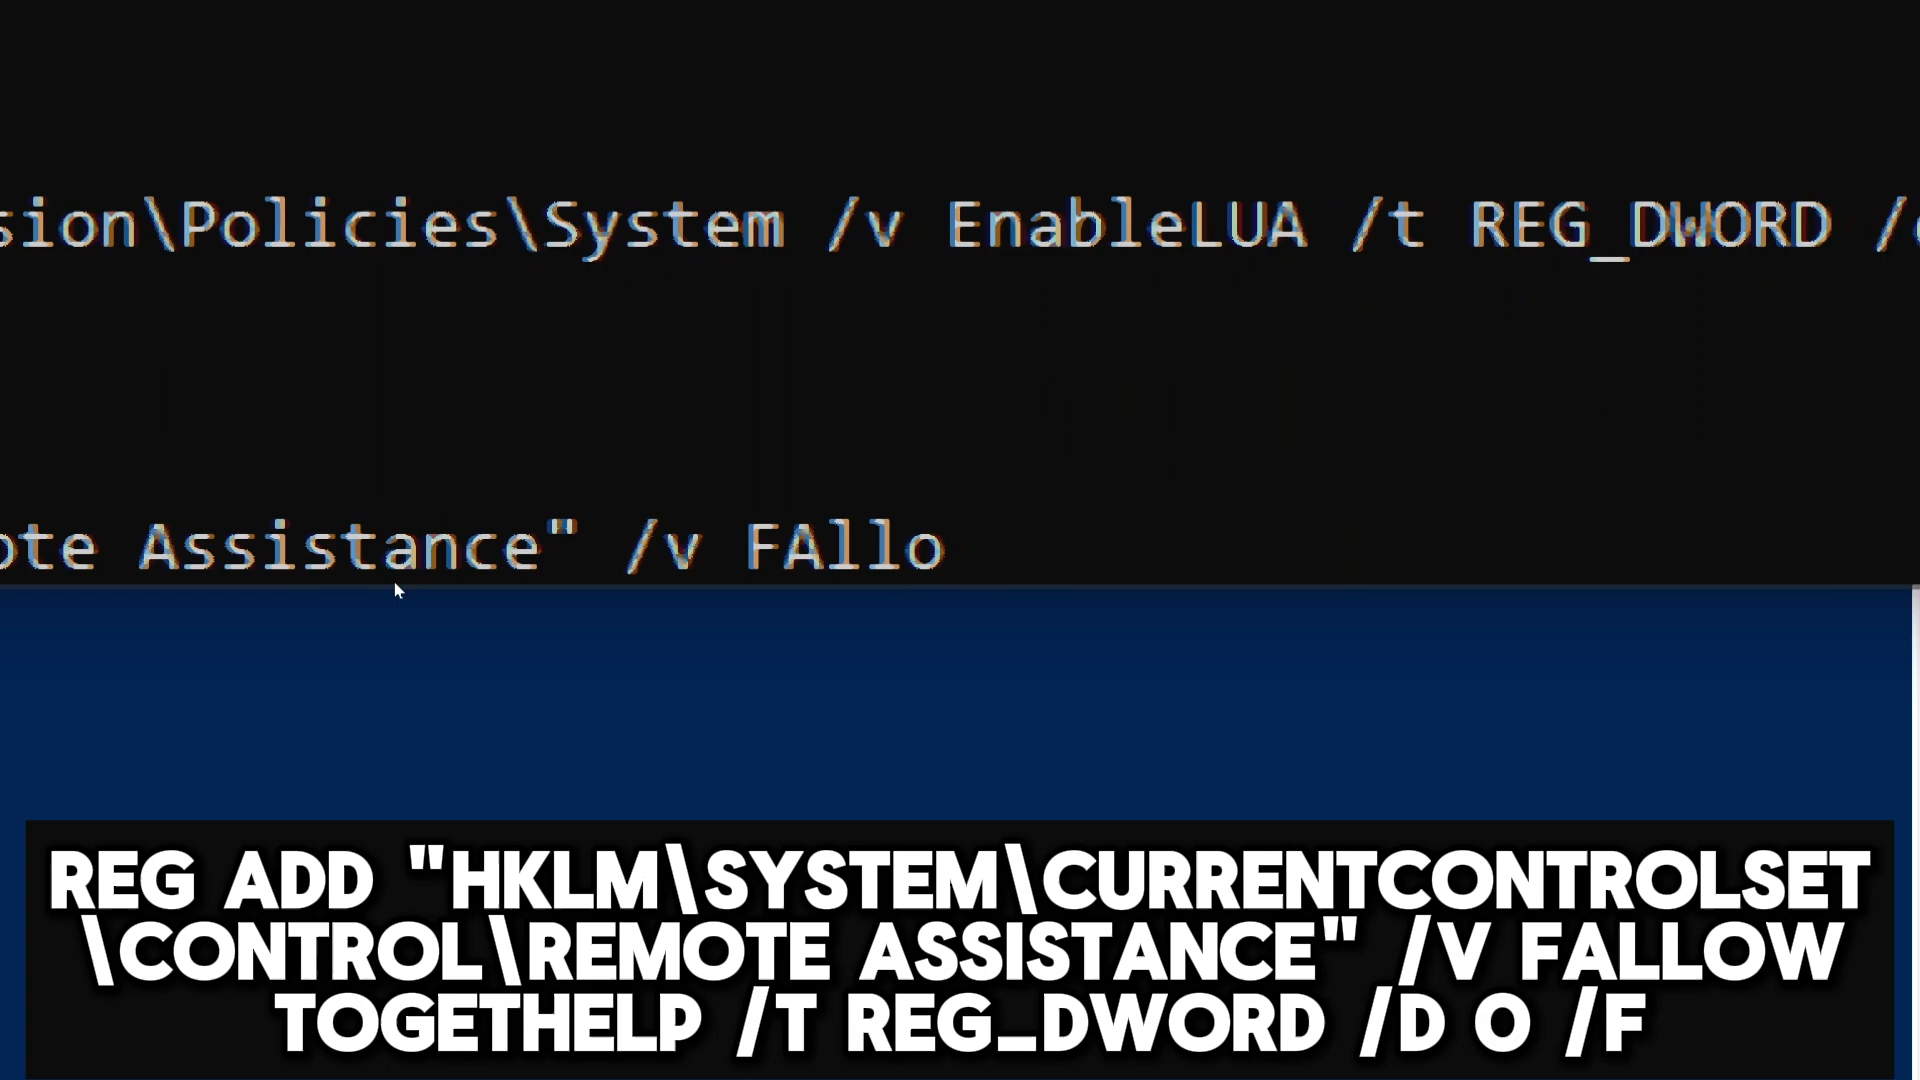 sion\Policies\System /v EnableLUA /t REG_DWORD /
ote Assistance" /v FAllo
REG ADD "HKLM\SYSTEM\CURRENTCONTROLSET
\CONTROL\REMOTE ASSISTANCE" /V FALLOW
TOGETHELP /T REG_DWORD /D O /F